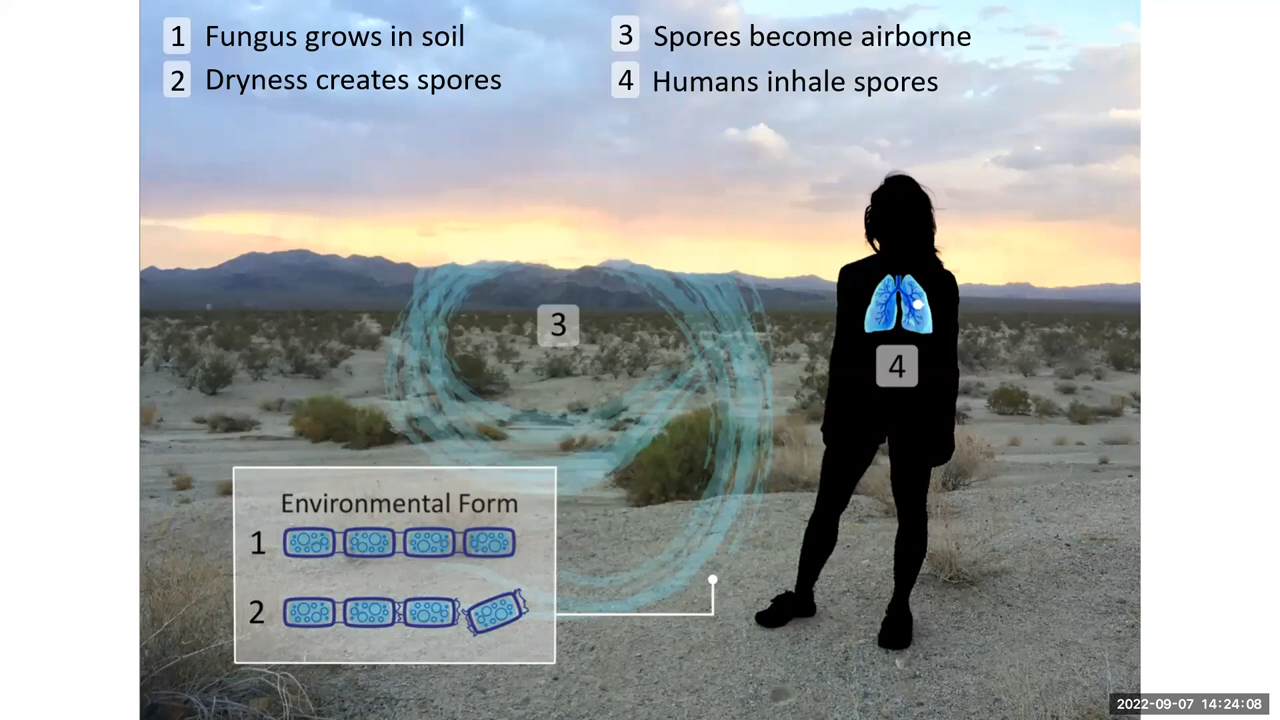 1 Fungus grows in soil
2 Dryness creates spores
3 Spores become airborne
4 Humans inhale spores
3
4
Environmental Form
1
2
2022-09-07 14:24:08